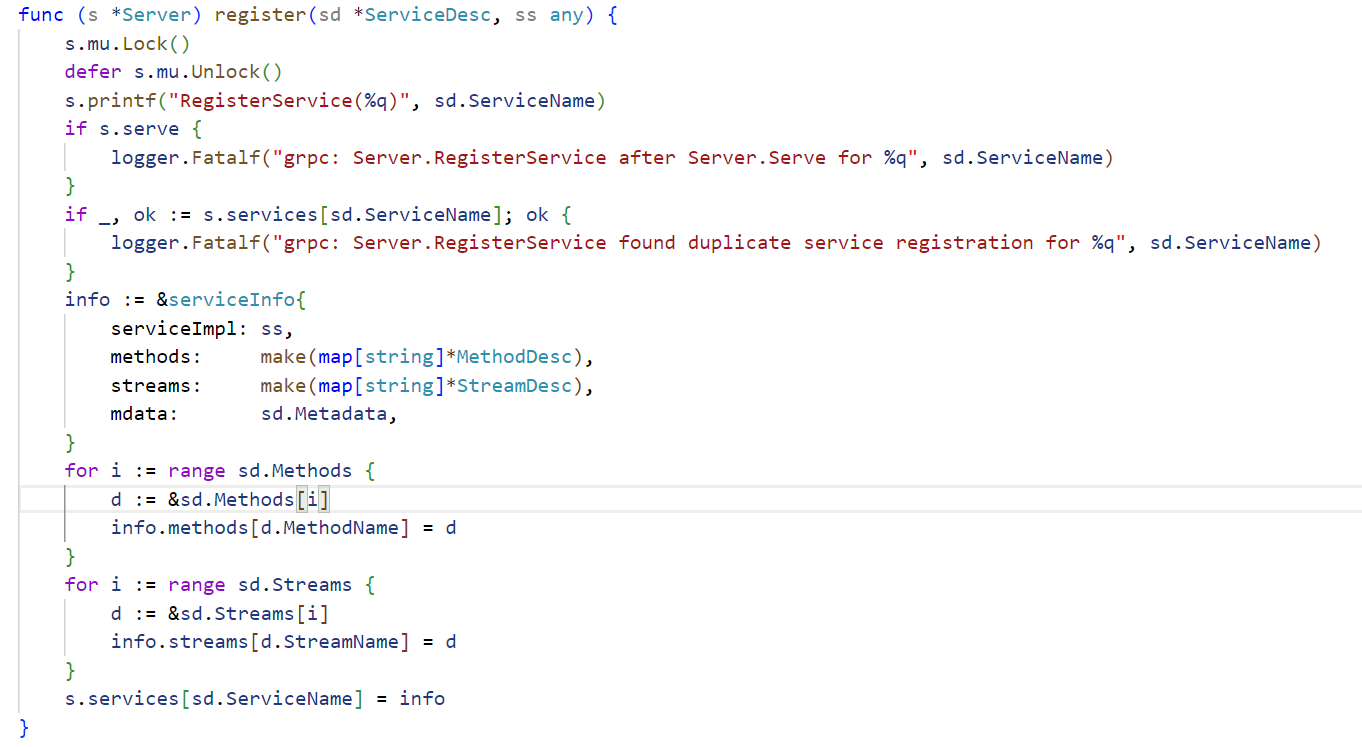 func (s *Server) register(sd *ServiceDesc, ss any) {
    s.mu.Lock()
    defer s.mu.Unlock()
    s.printf("RegisterService(%q)", sd.ServiceName)
    if s.serve {
        logger.Fatalf("grpc: Server.RegisterService after Server.Serve for %q", sd.ServiceName)
    }
    if _, ok := s.services[sd.ServiceName]; ok {
        logger.Fatalf("grpc: Server.RegisterService found duplicate service registration for %q", sd.ServiceName)
    }
    info := &serviceInfo{
        serviceImpl: ss,
        methods:     make(map[string]*MethodDesc),
        streams:     make(map[string]*StreamDesc),
        mdata:       sd.Metadata,
    }
    for i := range sd.Methods {
        d := &sd.Methods[i]
        info.methods[d.MethodName] = d
    }
    for i := range sd.Streams {
        d := &sd.Streams[i]
        info.streams[d.StreamName] = d
    }
    s.services[sd.ServiceName] = info
}